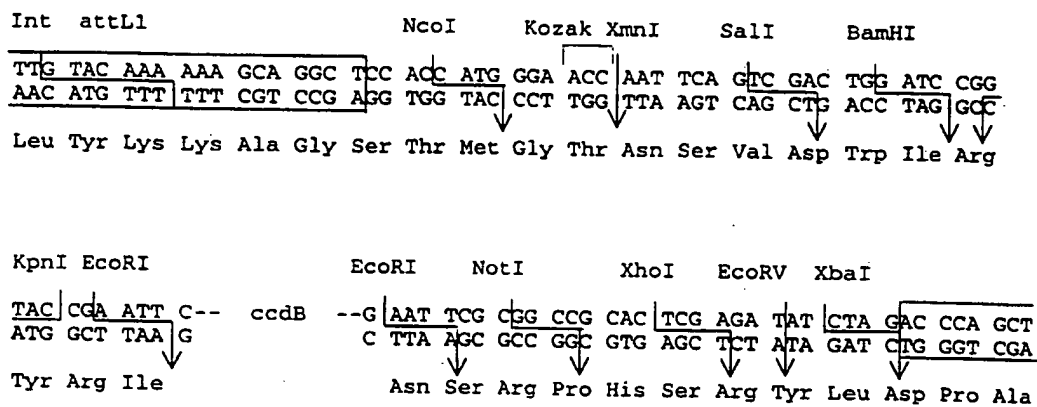 Int attL1 NcoI Kozak XmnI SalI BamHI
TTG TAC AAA AAA GCA GGC TCC ACC ATG GGA ACC AAT TCA GTC GAC TGG ATC CGG
AAC ATG TTT TTT CGT CCG AGG TGG TAC CCT TGG TTA AGT CAG CTG ACC TAG GCC
Leu Tyr Lys Lys Ala Gly Ser Thr Met Gly Thr Asn Ser Val Asp Trp Ile Arg
KpnI EcoRI EcoRI NotI XhoI EcoRV XbaI
TAC CGA ATT C-- ccdB --G AAT TCG CGG CCG CAC TCG AGA TAT CTA GAC CCA GCT
ATG GCT TAA G C TTA AGC GCC GGC GTG AGC TCT ATA GAT CTG GGT CGA
Tyr Arg Ile Asn Ser Arg Pro His Ser Arg Tyr Leu Asp Pro Ala